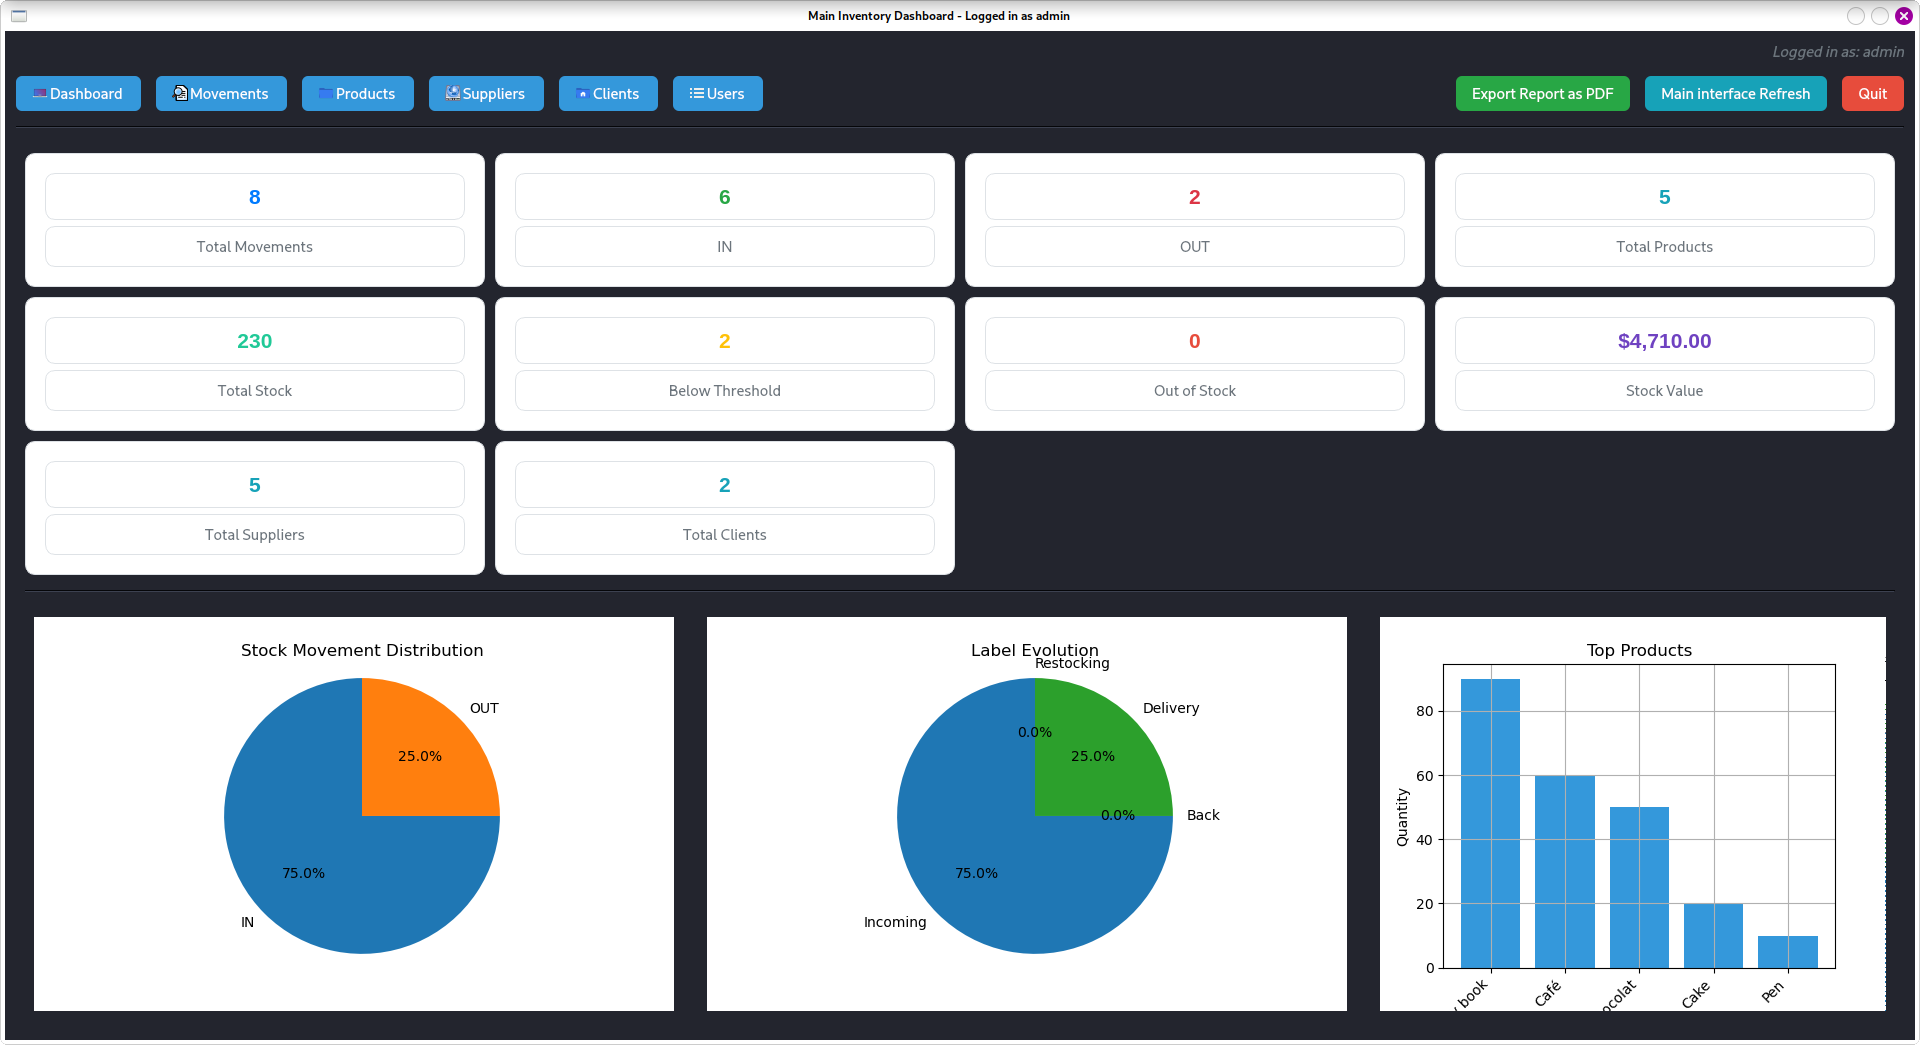 Main Inventory Dashboard - Logged in as admin
Logged in as: admin
Dashboard Movements Products Suppliers Clients Users Export Report as PDF Main interface Refresh Quit
8 6 2 5
Total Movements IN OUT Total Products
230 2 0 $4,710.00
Total Stock Below Threshold Out of Stock Stock Value
5 2
Total Suppliers Total Clients
Stock Movement Distribution
OUT
25.0%
75.0%
IN
Label Evolution
Restocking
Delivery
0.0%
25.0%
0.0% Back
75.0%
Incoming
Top Products
Quantity
80
60
40
20
0
book Café ocolat Cake Pen